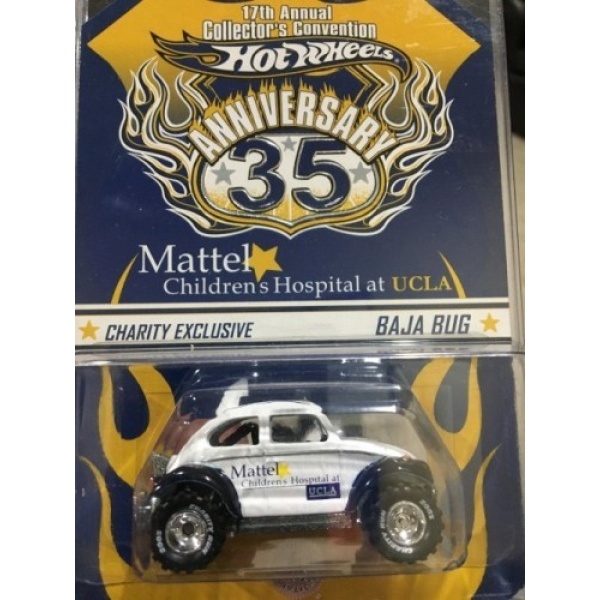 17th Annual
Collector's Convention
Hot Wheels
ANNIVERSARY
35
Mattel
Children's Hospital at UCLA
CHARITY EXCLUSIVE
BAJA BUG
Mattel
Children's Hospital at
UCLA